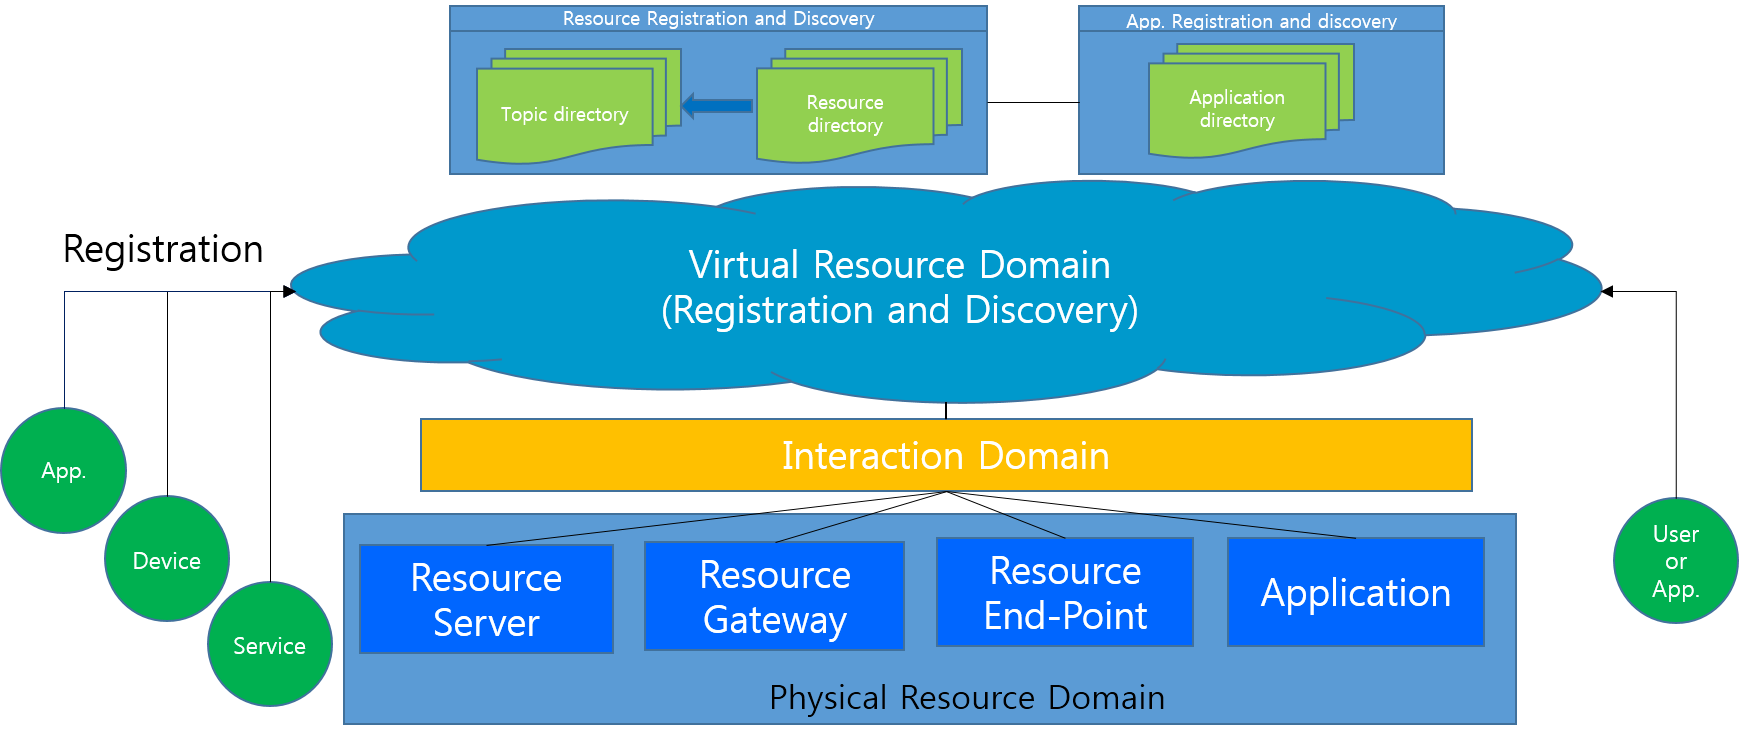 Resource Registration and Discovery
App. Registration and discovery
Topic directory
Resource
directory
Application
directory
Registration
Virtual Resource Domain
(Registration and Discovery)
Interaction Domain
App.
Device
Service
User
or
App.
Resource
Server
Resource
Gateway
Resource
End-Point
Application
Physical Resource Domain